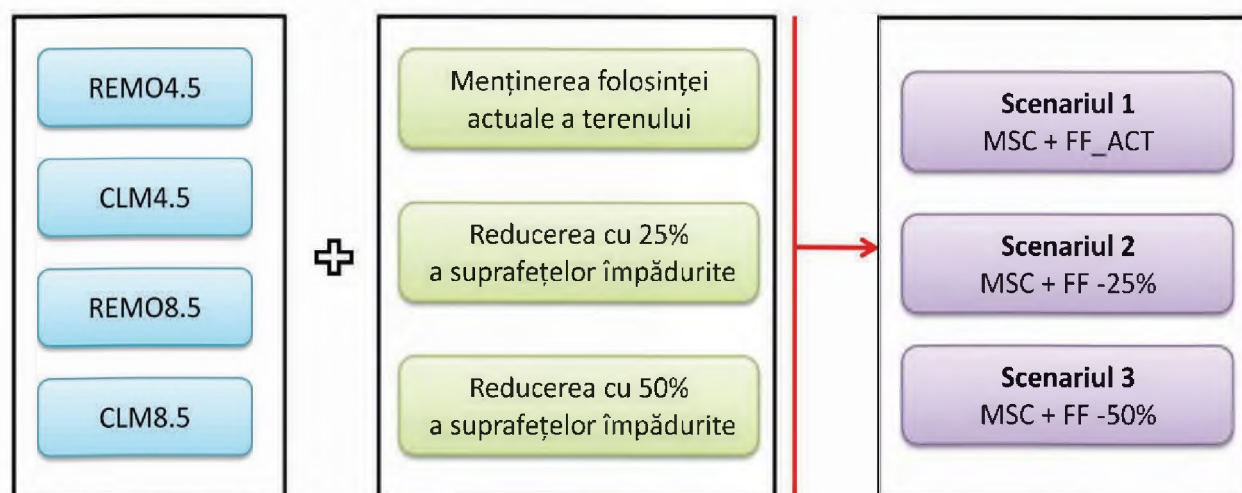 REMO4.5
CLM4.5
REMO8.5
CLM8.5
Menținerea folosinței
actuale a terenului
Reducerea cu 25%
a suprafețelor împădurite
Reducerea cu 50%
a suprafețelor împădurite
Scenariul 1
MSC + FF_ACT
Scenariul 2
MSC + FF -25%
Scenariul 3
MSC + FF -50%